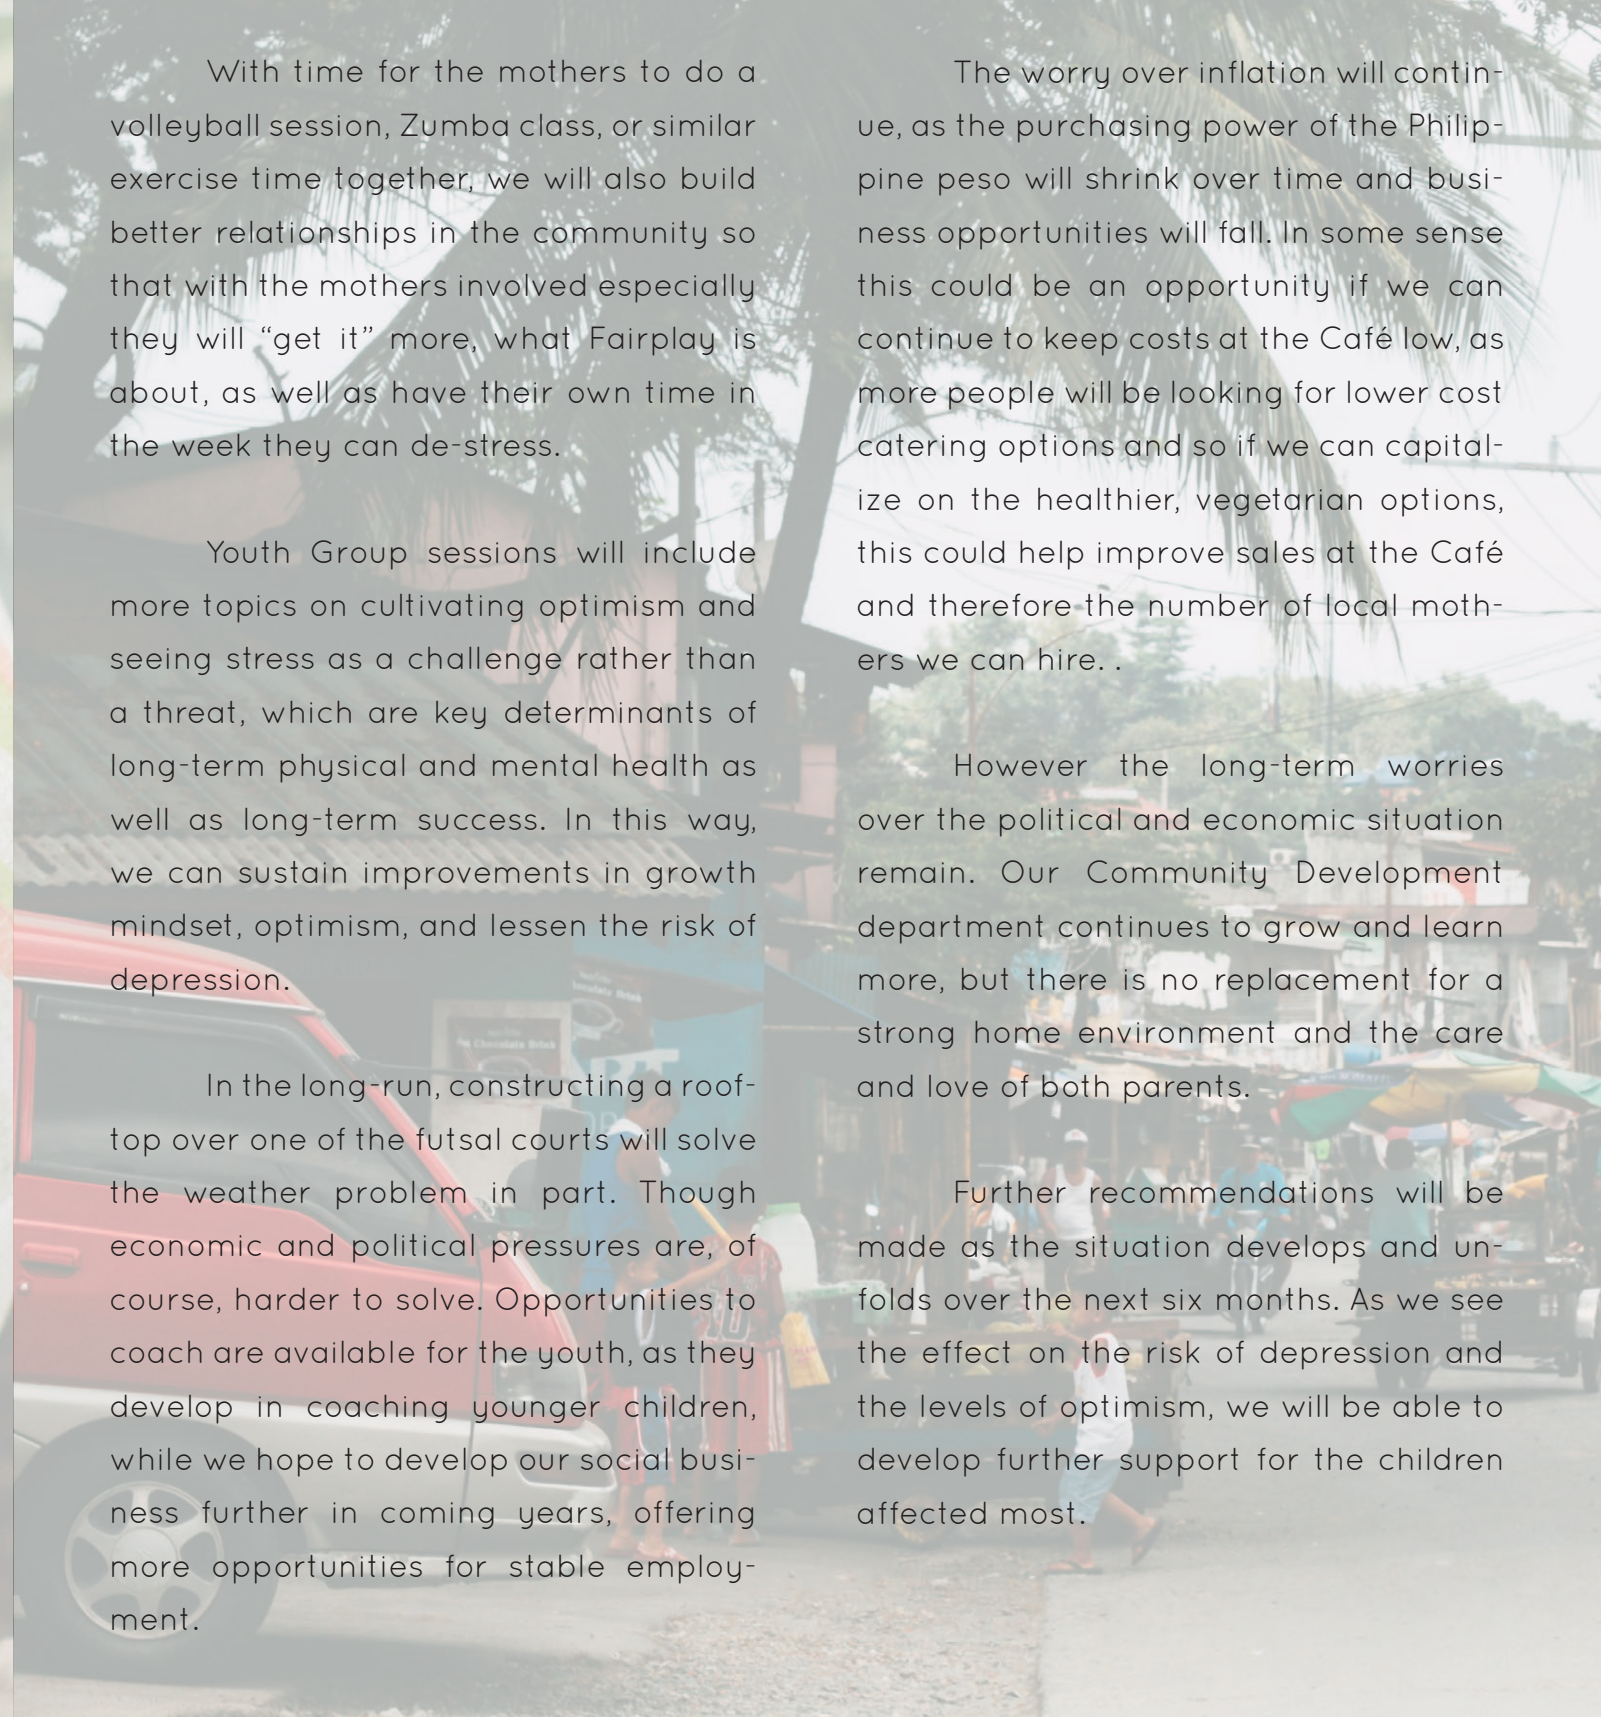 With time for the mothers to do a
volleyball session, Zumba class, or similar
exercise time together, we will also build
better relationships in the community so
that with the mothers involved especially
they will “get it” more, what Fairplay is
about, as well as have their own time in
the week they can de-stress.
Youth Group sessions will include
more topics on cultivating optimism and
seeing stress as a challenge rather than
a threat, which are key determinants of
long-term physical and mental health as
well as long-term success. In this way,
we can sustain improvements in growth
mindset, optimism, and lessen the risk of
depression.
In the long-run, constructing a roof-
top over one of the futsal courts will solve
the weather problem in part. Though
economic and political pressures are, of
course, harder to solve. Opportunities to
coach are available for the youth, as they
develop in coaching younger children,
while we hope to develop our social busi-
ness further in coming years, offering
more opportunities for stable employ-
ment.
The worry over inflation will contin-
ue, as the purchasing power of the Philip-
pine peso will shrink over time and busi-
ness opportunities will fall. In some sense
this could be an opportunity if we can
continue to keep costs at the Café low, as
more people will be looking for lower cost
catering options and so if we can capital-
ize on the healthier, vegetarian options,
this could help improve sales at the Café
and therefore the number of local moth-
ers we can hire. .
However the long-term worries
over the political and economic situation
remain. Our Community Development
department continues to grow and learn
more, but there is no replacement for a
strong home environment and the care
and love of both parents.
Further recommendations will be
made as the situation develops and un-
folds over the next six months. As we see
the effect on the risk of depression and
the levels of optimism, we will be able to
develop further support for the children
affected most.
Chocolate Drink